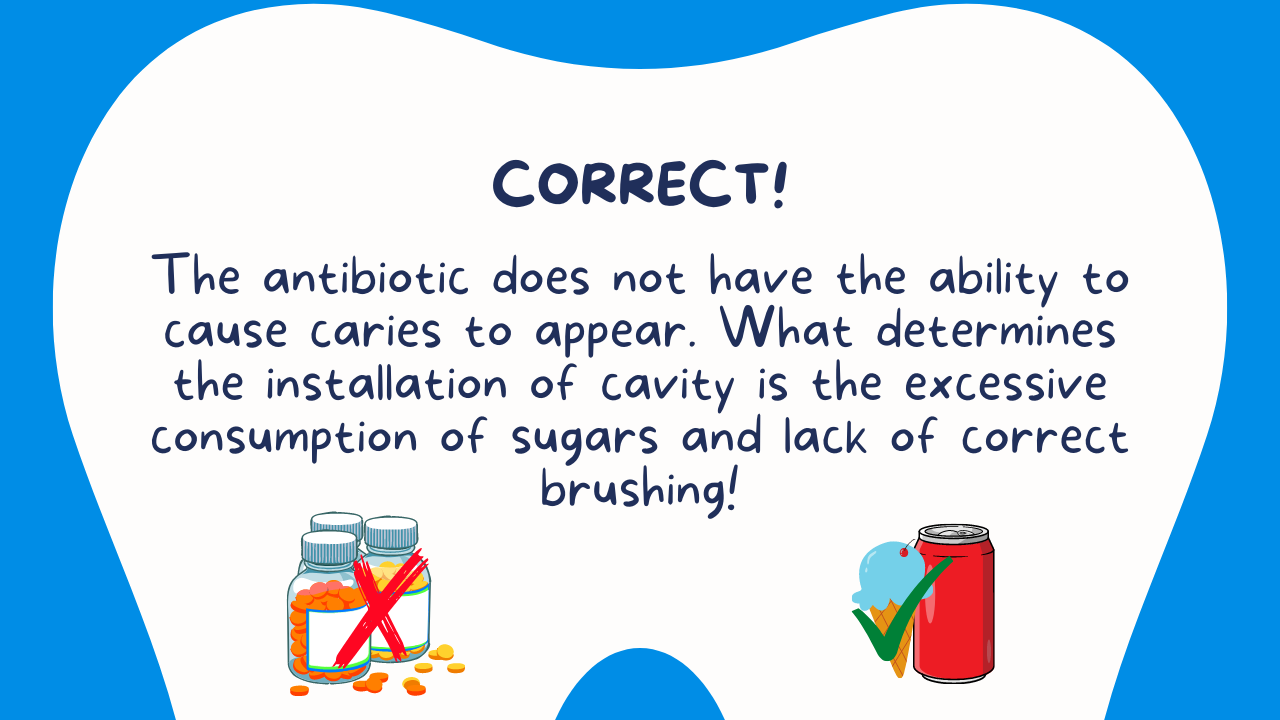 CORRECT!
The antibiotic does not have the ability to
cause caries to appear. What determines
the installation of cavity is the excessive
consumption of sugars and lack of correct
brushing!